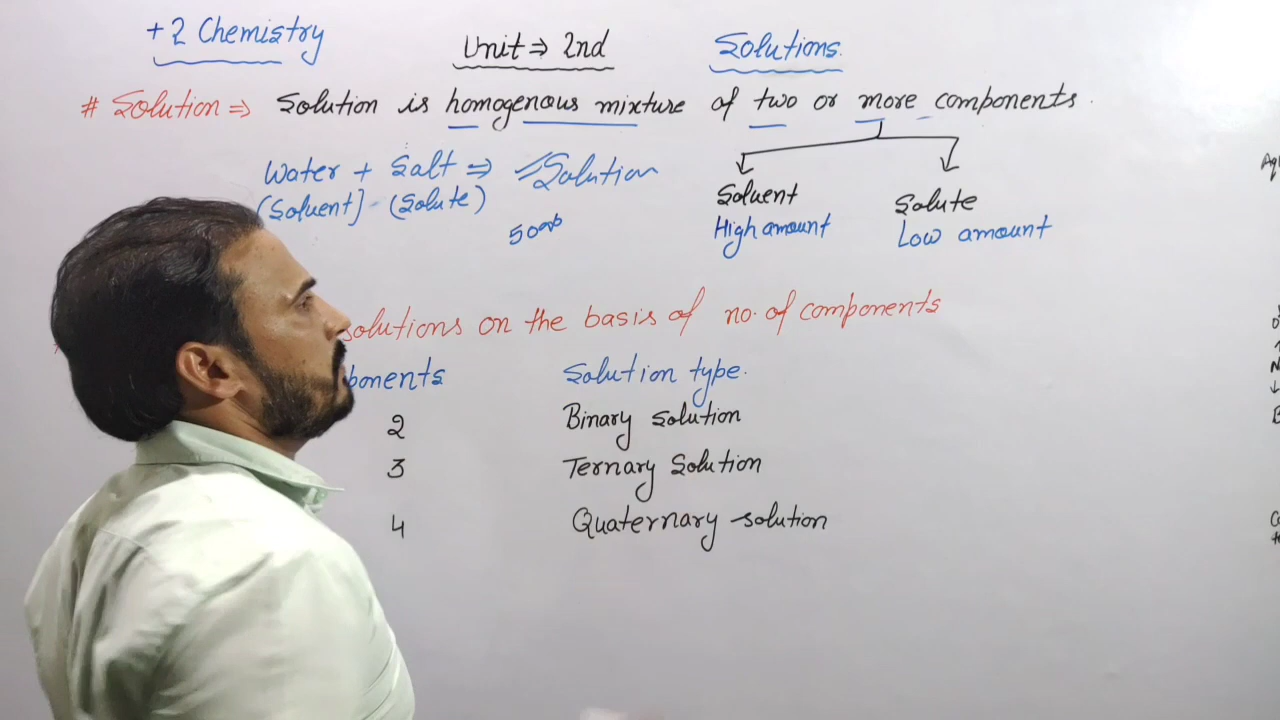 +2 Chemistry
Unit ⇒ 2nd
Solutions.
# Solution ⇒ Solution is homogenous mixture of two or more components.
Water + Salt ⇒ Solution
(Solvent] (Solute)
Solvent
High amount
Solute
Low amount
solutions on the basis of no. of components
ponents
Solution type.
2 Binary solution
3 Ternary Solution
4 Quaternary solution